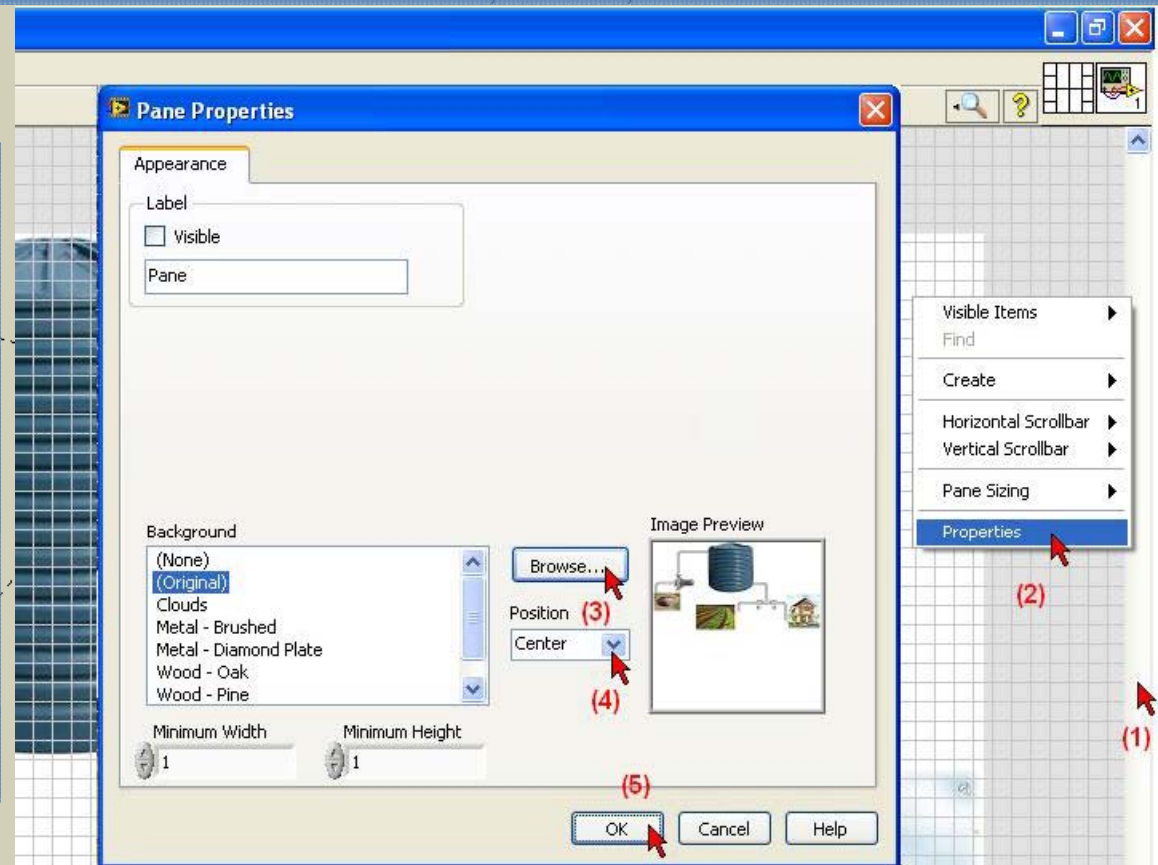 Pane Properties
Appearance
Label
Visible
Pane
Background
(None)
(Original)
Clouds
Metal - Brushed
Metal - Diamond Plate
Wood - Oak
Wood - Pine
Browse...
(3)
Position
Center
(4)
Image Preview
Minimum Width
1
Minimum Height
1
(5)
OK
Cancel
Help
?
1
Visible Items
Find
Create
Horizontal Scrollbar
Vertical Scrollbar
Pane Sizing
Properties
(2)
(1)